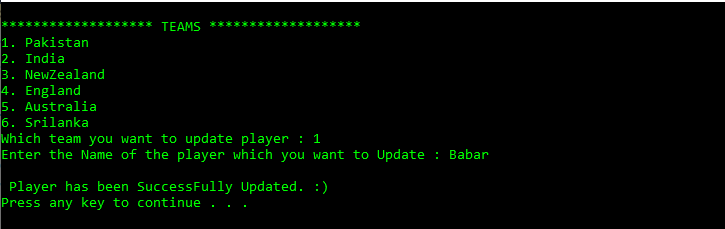 ******************* TEAMS *******************
1. Pakistan
2. India
3. NewZealand
4. England
5. Australia
6. Srilanka
Which team you want to update player : 1
Enter the Name of the player which you want to Update : Babar
Player has been SuccessFully Updated. :)
Press any key to continue . . .